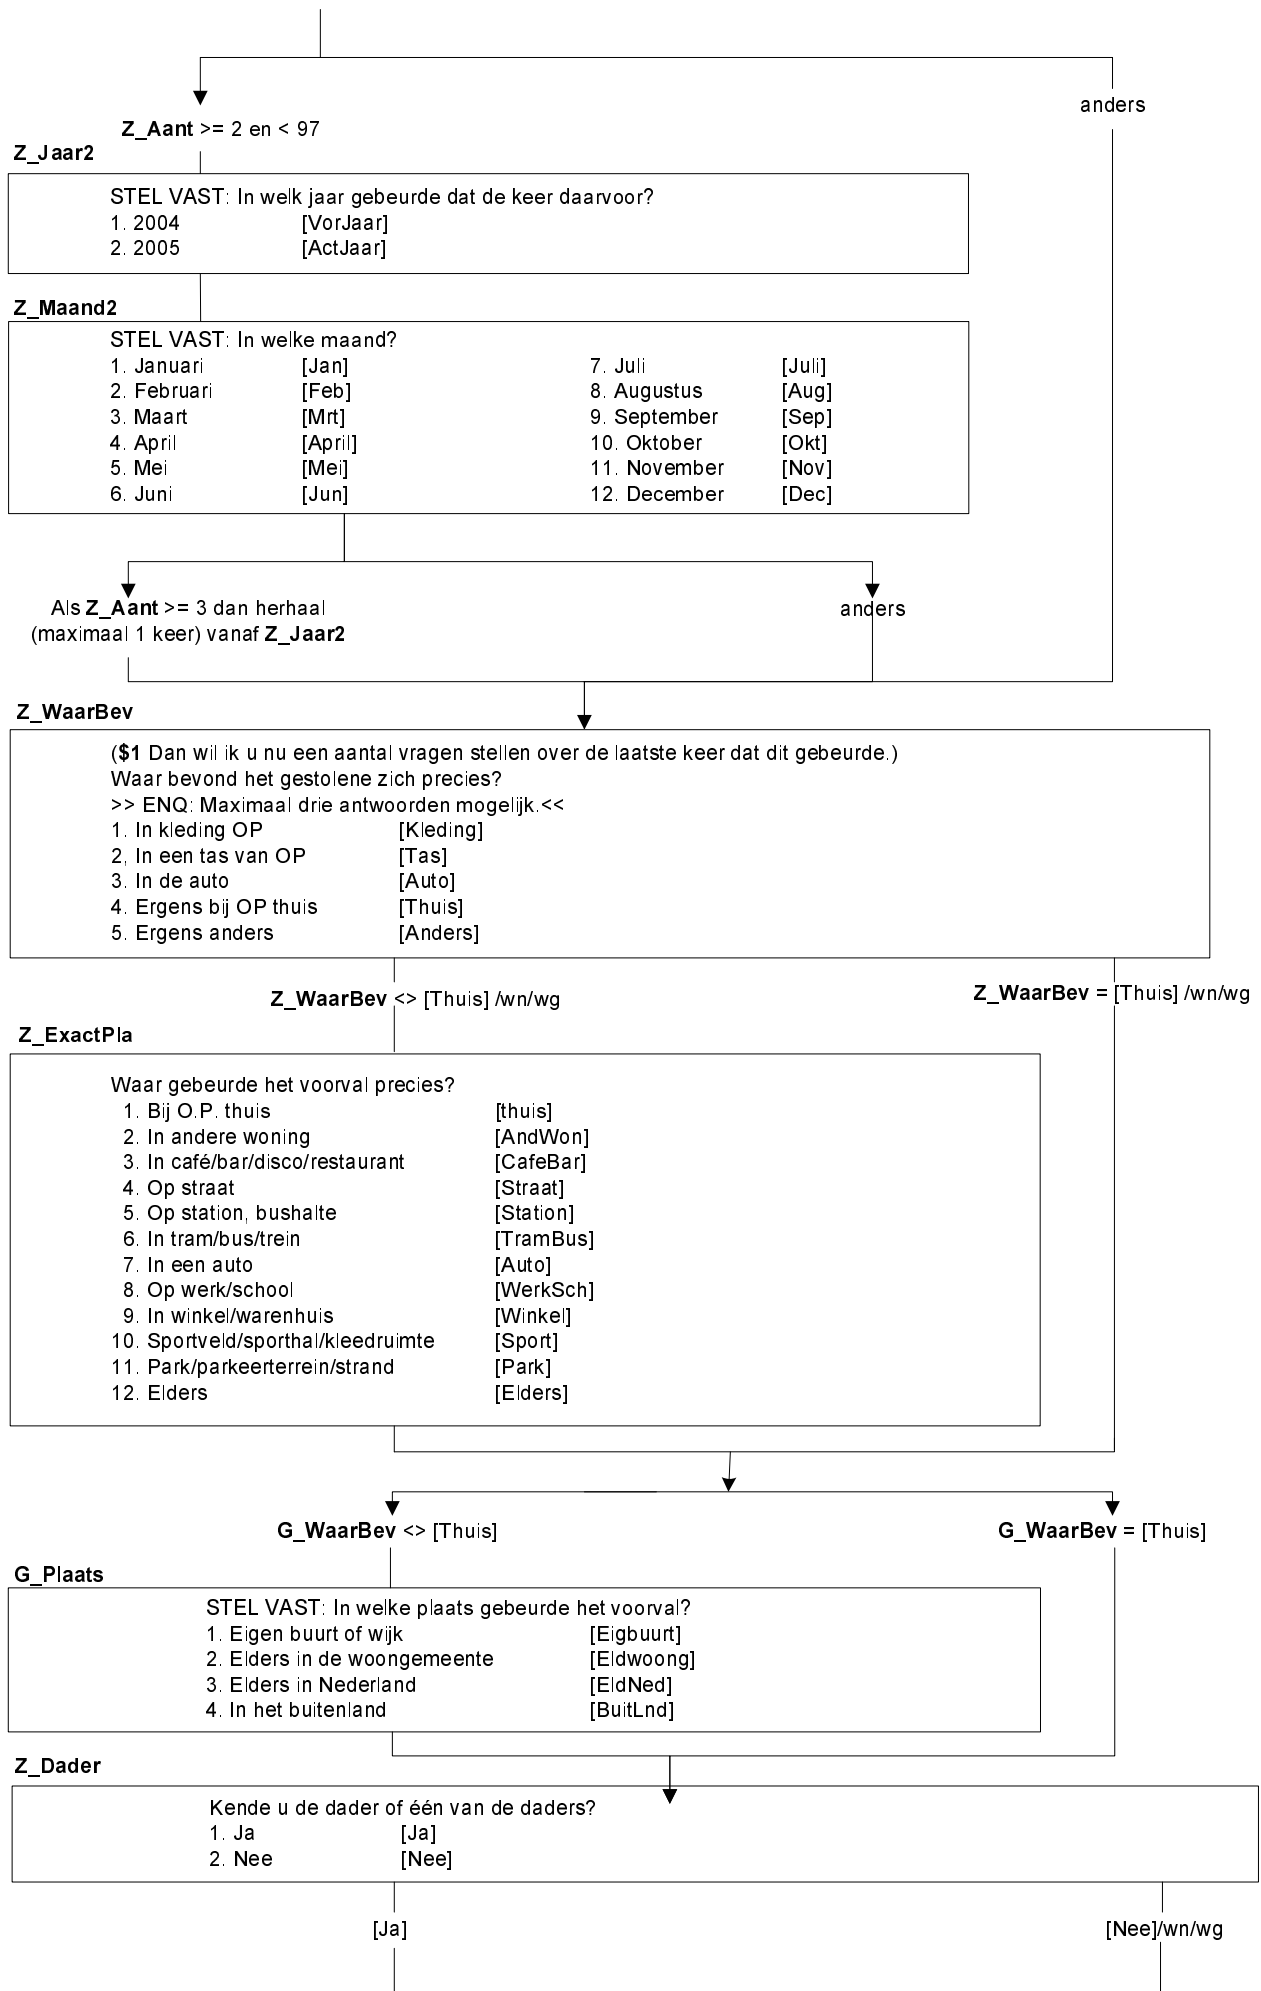 anders
Z_Aant >= 2 en < 97
Z_Jaar2
STEL VAST: In welk jaar gebeurde dat de keer daarvoor?
1. 2004 [VorJaar]
2. 2005 [ActJaar]
Z_Maand2
STEL VAST: In welke maand?
1. Januari [Jan] 7. Juli [Juli]
2. Februari [Feb] 8. Augustus [Aug]
3. Maart [Mrt] 9. September [Sep]
4. April [April] 10. Oktober [Okt]
5. Mei [Mei] 11. November [Nov]
6. Juni [Jun] 12. December [Dec]
Als Z_Aant >= 3 dan herhaal
(maximaal 1 keer) vanaf Z_Jaar2
anders
Z_WaarBev
($1 Dan wil ik u nu een aantal vragen stellen over de laatste keer dat dit gebeurde.)
Waar bevond het gestolene zich precies?
>> ENQ: Maximaal drie antwoorden mogelijk.<<
1. In kleding OP [Kleding]
2, In een tas van OP [Tas]
3. In de auto [Auto]
4. Ergens bij OP thuis [Thuis]
5. Ergens anders [Anders]
Z_WaarBev <> [Thuis] /wn/wg
Z_WaarBev = [Thuis] /wn/wg
Z_ExactPla
Waar gebeurde het voorval precies?
1. Bij O.P. thuis [thuis]
2. In andere woning [AndWon]
3. In café/bar/disco/restaurant [CafeBar]
4. Op straat [Straat]
5. Op station, bushalte [Station]
6. In tram/bus/trein [TramBus]
7. In een auto [Auto]
8. Op werk/school [WerkSch]
9. In winkel/warenhuis [Winkel]
10. Sportveld/sporthal/kleedruimte [Sport]
11. Park/parkeerterrein/strand [Park]
12. Elders [Elders]
G_WaarBev <> [Thuis]
G_WaarBev = [Thuis]
G_Plaats
STEL VAST: In welke plaats gebeurde het voorval?
1. Eigen buurt of wijk [Eigbuurt]
2. Elders in de woongemeente [Eldwoong]
3. Elders in Nederland [EldNed]
4. In het buitenland [BuitLnd]
Z_Dader
Kende u de dader of één van de daders?
1. Ja [Ja]
2. Nee [Nee]
[Ja]
[Nee]/wn/wg